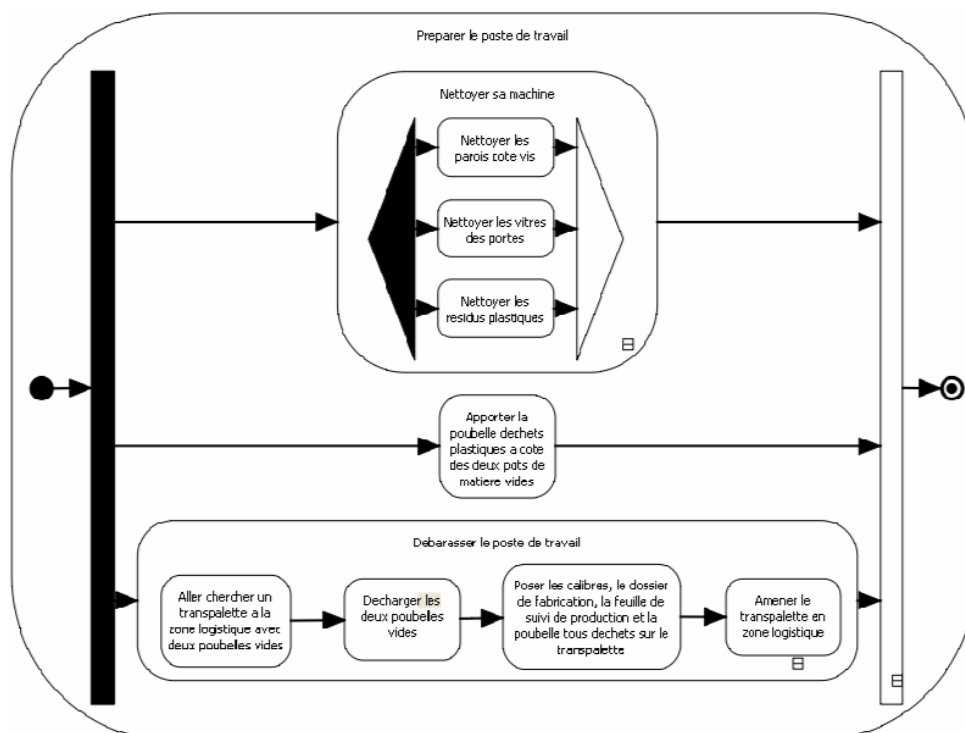 Preparer le poste de travail
Nettoyer sa machine
Nettoyer les
parois cote vis
Nettoyer les vitres
des portes
Nettoyer les
residus plastiques
Apporter la
poubelle dechets
plastiques a cote
des deux pots de
matiere vides
Debarasser le poste de travail
Aller chercher un
transpalette a la
zone logistique avec
deux poubelles vides
Decharger les
deux poubelles
vides
Poser les calibres, le dossier
de fabrication, la feuille de
suivi de production et la
poubelle tous dechets sur le
transpalette
Amener le
transpalette en
zone logistique